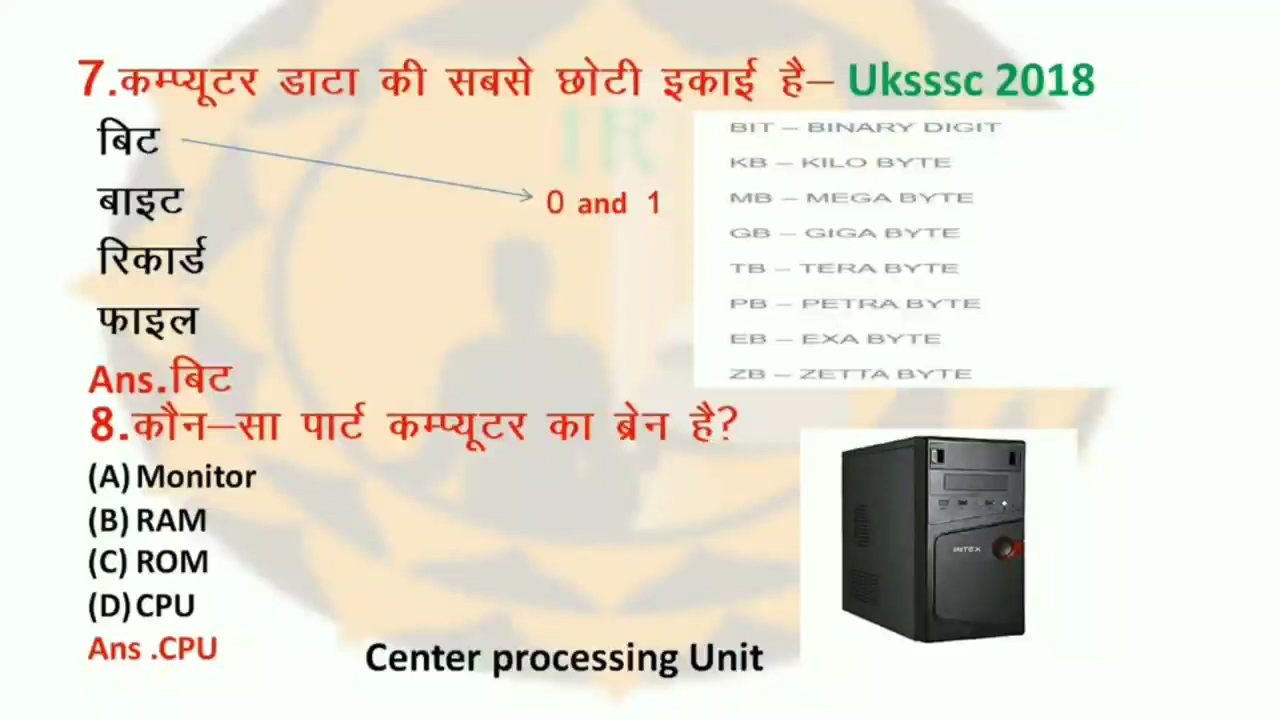 7.कम्प्यूटर डाटा की सबसे छोटी इकाई है– Uksssc 2018
बिट
0 and 1
बाइट
रिकार्ड
फाइल
Ans.बिट
BIT – BINARY DIGIT
KB – KILO BYTE
MB – MEGA BYTE
GB – GIGA BYTE
TB – TERA BYTE
PB – PETRA BYTE
EB – EXA BYTE
ZB – ZETTA BYTE
IR
8.कौन–सा पार्ट कम्प्यूटर का ब्रेन है?
(A) Monitor
(B) RAM
(C) ROM
(D) CPU
Ans .CPU
Center processing Unit
INTEX